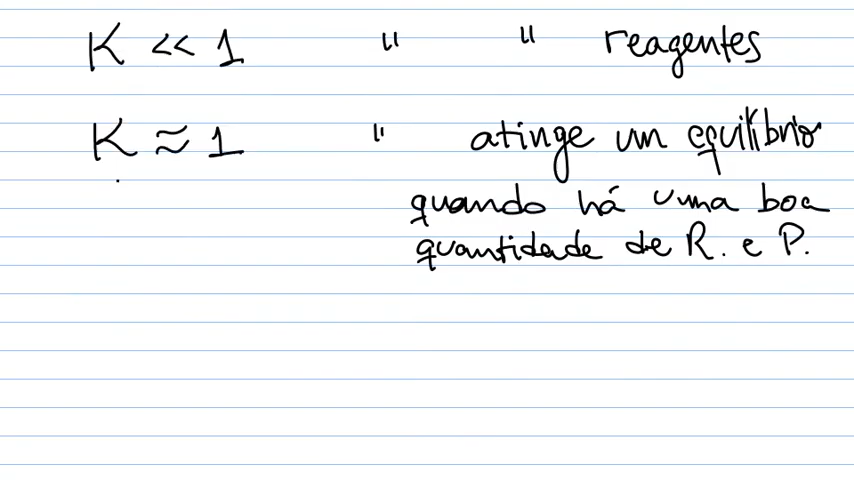 K << 1 " " reagentes
K ≈ 1 " atinge um equilíbrio
quando há uma boa
quantidade de R. e P.